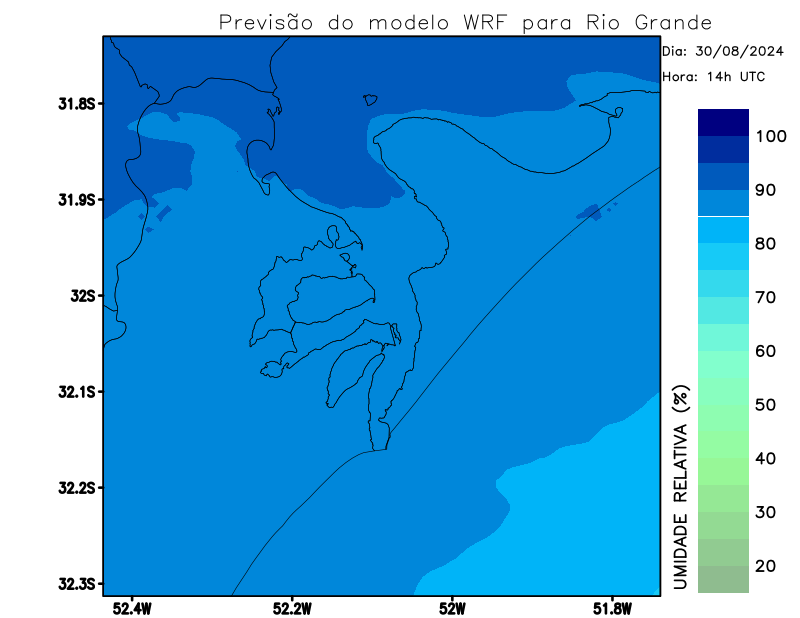 Previsão do modelo WRF para Rio Grande
Dia: 30/08/2024
Hora: 14h UTC
31.8S
31.9S
32S
32.1S
32.2S
32.3S
52.4W
52.2W
52W
51.8W
UMIDADE RELATIVA (%)
100
90
80
70
60
50
40
30
20